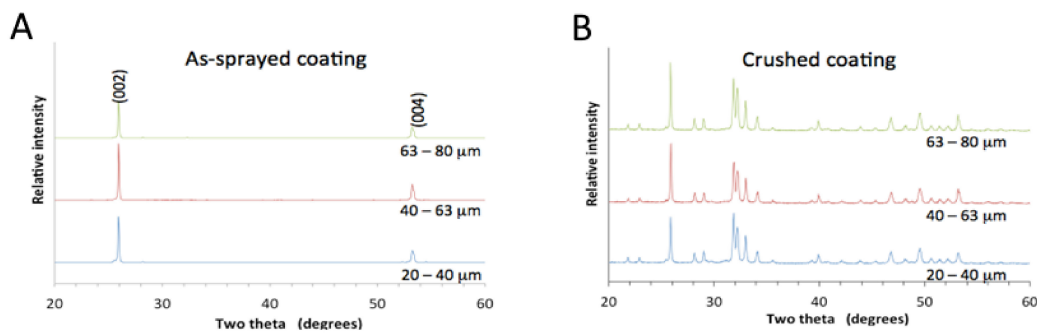 A
As-sprayed coating
Relative intensity
(002)
(004)
63 – 80 µm
40 – 63 µm
20 – 40 µm
20 30 40 50 60
Two theta (degrees)
B
Crushed coating
Relative intensity
63 – 80 µm
40 – 63 µm
20 – 40 µm
20 30 40 50 60
Two theta (degrees)